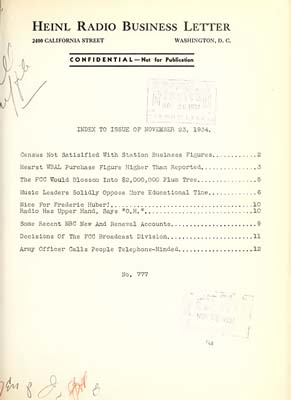 HEINL RADIO BUSINESS LETTER
2400 CALIFORNIA STREET WASHINGTON, D. C.
CONFIDENTIAL—Not for Publication
INDEX TO ISSUE OF NOVEMBER 23, 1934.
Census Not Satisfied With Station Business Figures............2
Hearst WBAL Purchase Figure Higher Than Reported..............3
The FCC Would Blossom Into $2,000,000 Plum Tree...............5
Music Leaders Solidly Oppose More Educational Time............6
Nice For Frederic Huber!.....................................10
Radio Has Upper Hand, Says "O.H."............................10
Some Recent NBC New And Renewal Accounts......................9
Decisions Of The FCC Broadcast Division......................11
Army Officer Calls People Telephone-Minded...................12
No. 777